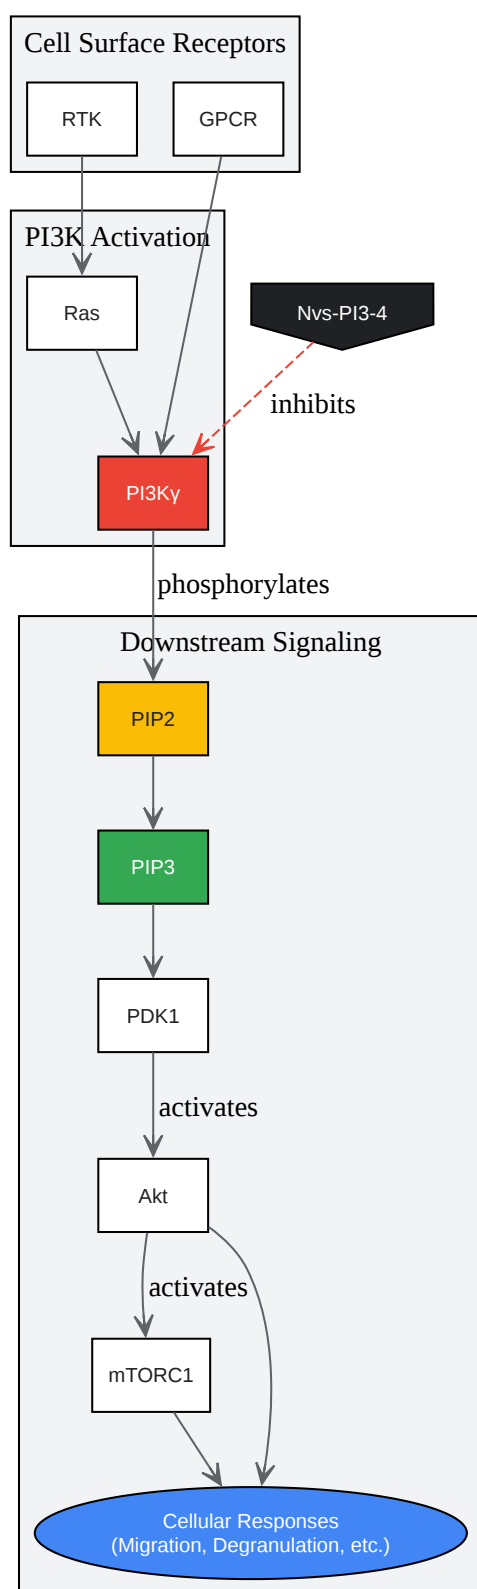 Cell Surface Receptors
RTK
GPCR
PI3K Activation
Ras
Nvs-PI3-4
inhibits
PI3Kγ
phosphorylates
Downstream Signaling
PIP2
PIP3
PDK1
activates
Akt
activates
mTORC1
Cellular Responses
(Migration, Degranulation, etc.)